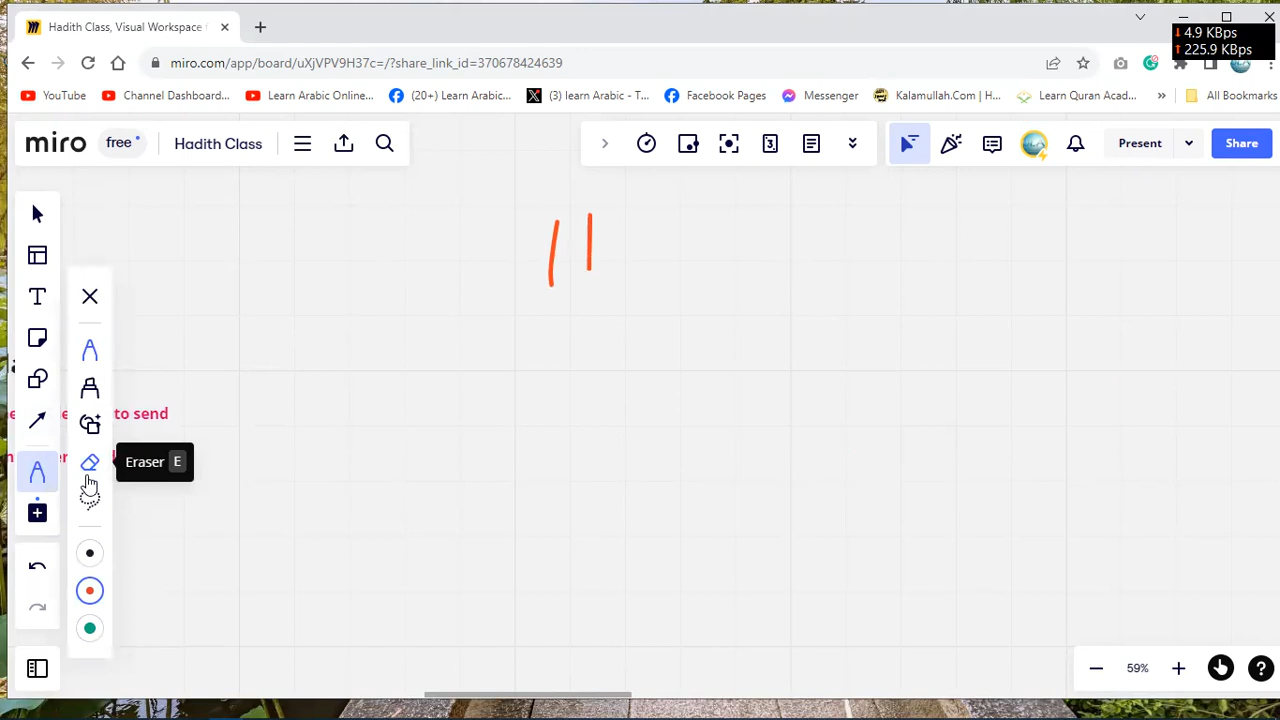 Hadith Class, Visual Workspace f
4.9 KBps
225.9 KBps
miro.com/app/board/uXjVPV9H37c=/?share_link_id=370678424639
YouTube
Channel Dashboard...
Learn Arabic Online...
(20+) Learn Arabic,...
(3) learn Arabic - T...
Facebook Pages
Messenger
Kalamullah.Com | H...
Learn Quran Acad...
»
All Bookmarks
miro
free
Hadith Class
3
Present
Share
T
to send
Eraser E
59%
?